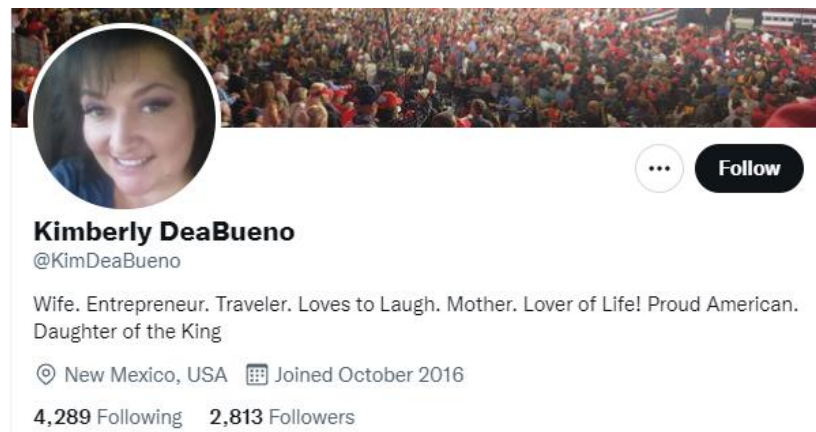 Follow
Kimberly DeaBueno
@KimDeaBueno
Wife. Entrepreneur. Traveler. Loves to Laugh. Mother. Lover of Life! Proud American.
Daughter of the King
New Mexico, USA Joined October 2016
4,289 Following 2,813 Followers